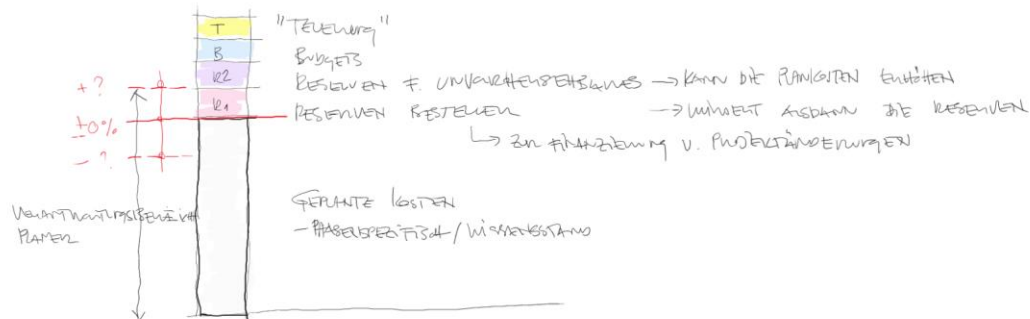 T "TEUERUNG"
B BUDGETS
R2 RESERVEN F. UNVORHERSEHBARES → KANN DIE PLANKOSTEN ERHÖHEN
R1 RESERVEN BESTELLER → MINDERT ALSDANN DIE RESERVEN
↳ ZUR FINANZIERUNG V. PROJEKTÄNDERUNGEN
+?
±0%
-?
VERANTWORTUNGSBEREICH
PLANER
GEPLANTE KOSTEN
- PHASENSPEZIFISCH / WISSENSSTAND